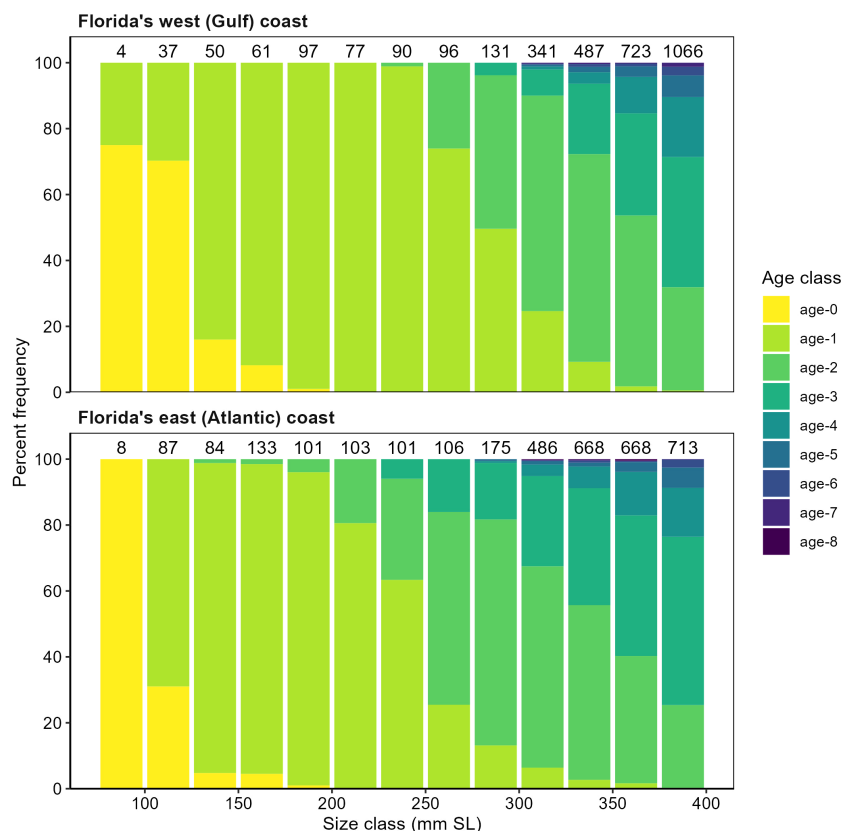 Florida's west (Gulf) coast
4 37 50 61 97 77 90 96 131 341 487 723 1066
100
80
60
40
20
0
Florida's east (Atlantic) coast
8 87 84 133 101 103 101 106 175 486 668 668 713
100
80
60
40
20
0
100 150 200 250 300 350 400
Size class (mm SL)
Percent frequency
Age class
age-0
age-1
age-2
age-3
age-4
age-5
age-6
age-7
age-8